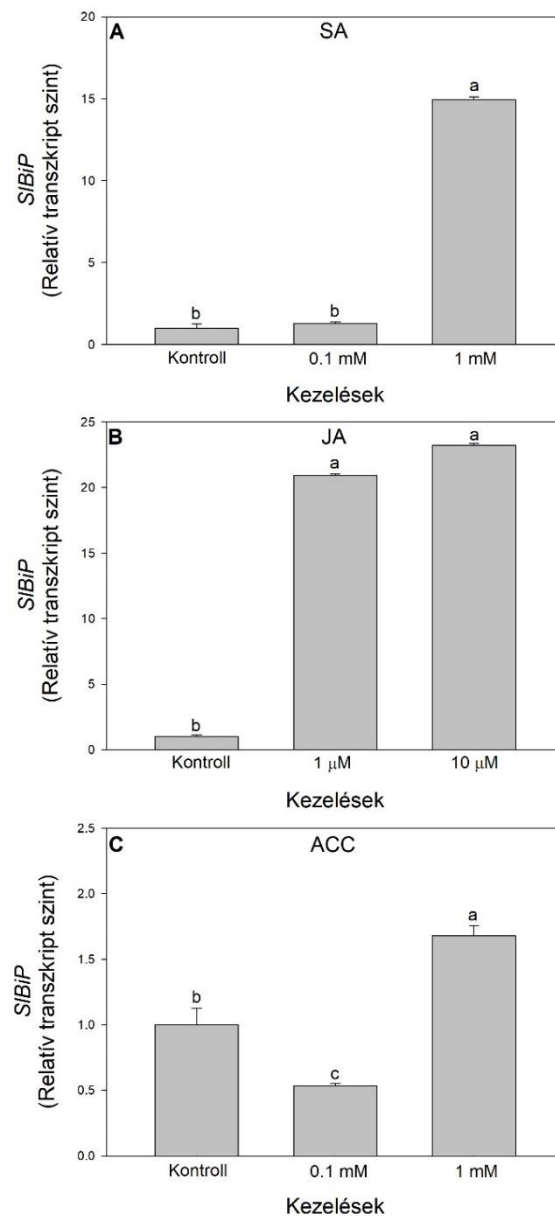 A SA
20
15
10
5
0
SlBiP
(Relatív transzkript szint)
b
b
a
Kontroll 0.1 mM 1 mM
Kezelések
B JA
25
20
15
10
5
0
SlBiP
(Relatív transzkript szint)
b
a
a
Kontroll 1 μM 10 μM
Kezelések
C ACC
2.5
2.0
1.5
1.0
0.5
0.0
SlBiP
(Relatív transzkript szint)
b
c
a
Kontroll 0.1 mM 1 mM
Kezelések